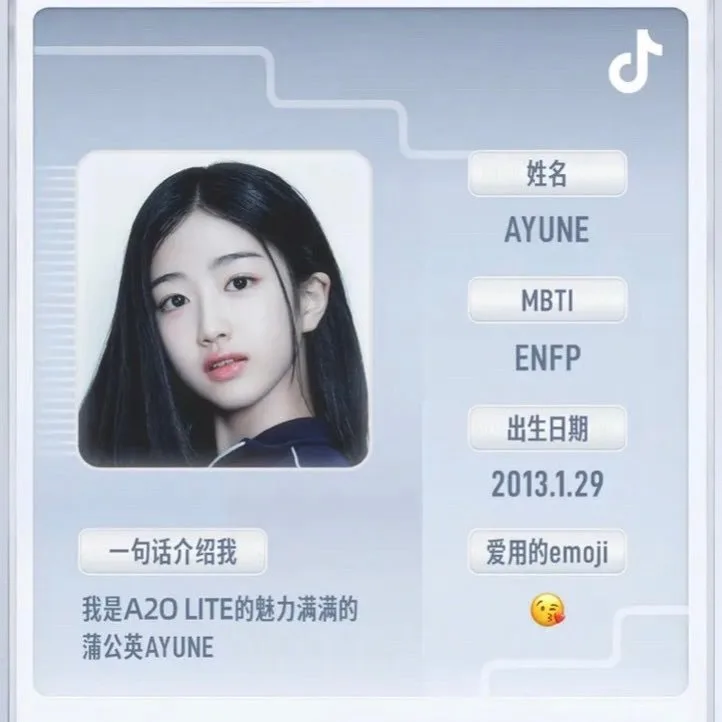 姓名
AYUNE
MBTI
ENFP
出生日期
2013.1.29
爱用的emoji
😘
一句话介绍我
我是A2O LITE的魅力满满的
蒲公英AYUNE